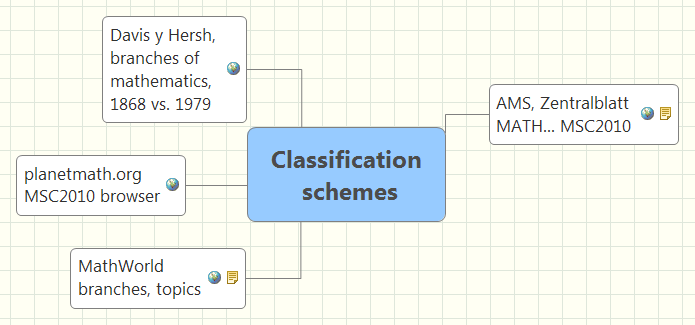 Davis y Hersh,
branches of
mathematics,
1868 vs. 1979
AMS, Zentralblatt
MATH... MSC2010
Classification
schemes
planetmath.org
MSC2010 browser
MathWorld
branches, topics